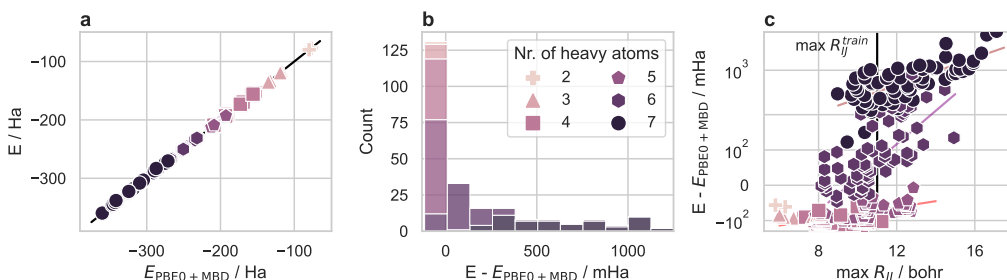 a
E / Ha
−100
−200
−300
−300
−200
−100
E_PBE0 + MBD / Ha
b
Count
125
100
75
50
25
0
0
500
1000
E - E_PBE0 + MBD / mHa
Nr. of heavy atoms
2 5
3 6
4 7
c
E - E_PBE0 + MBD / mHa
max R_IJ^train
10^3
10^2
0
−10^2
8
12
16
max R_IJ / bohr